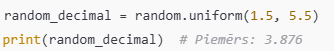 random_decimal = random.uniform(1.5, 5.5)
print(random_decimal)  # Piemērs: 3.876